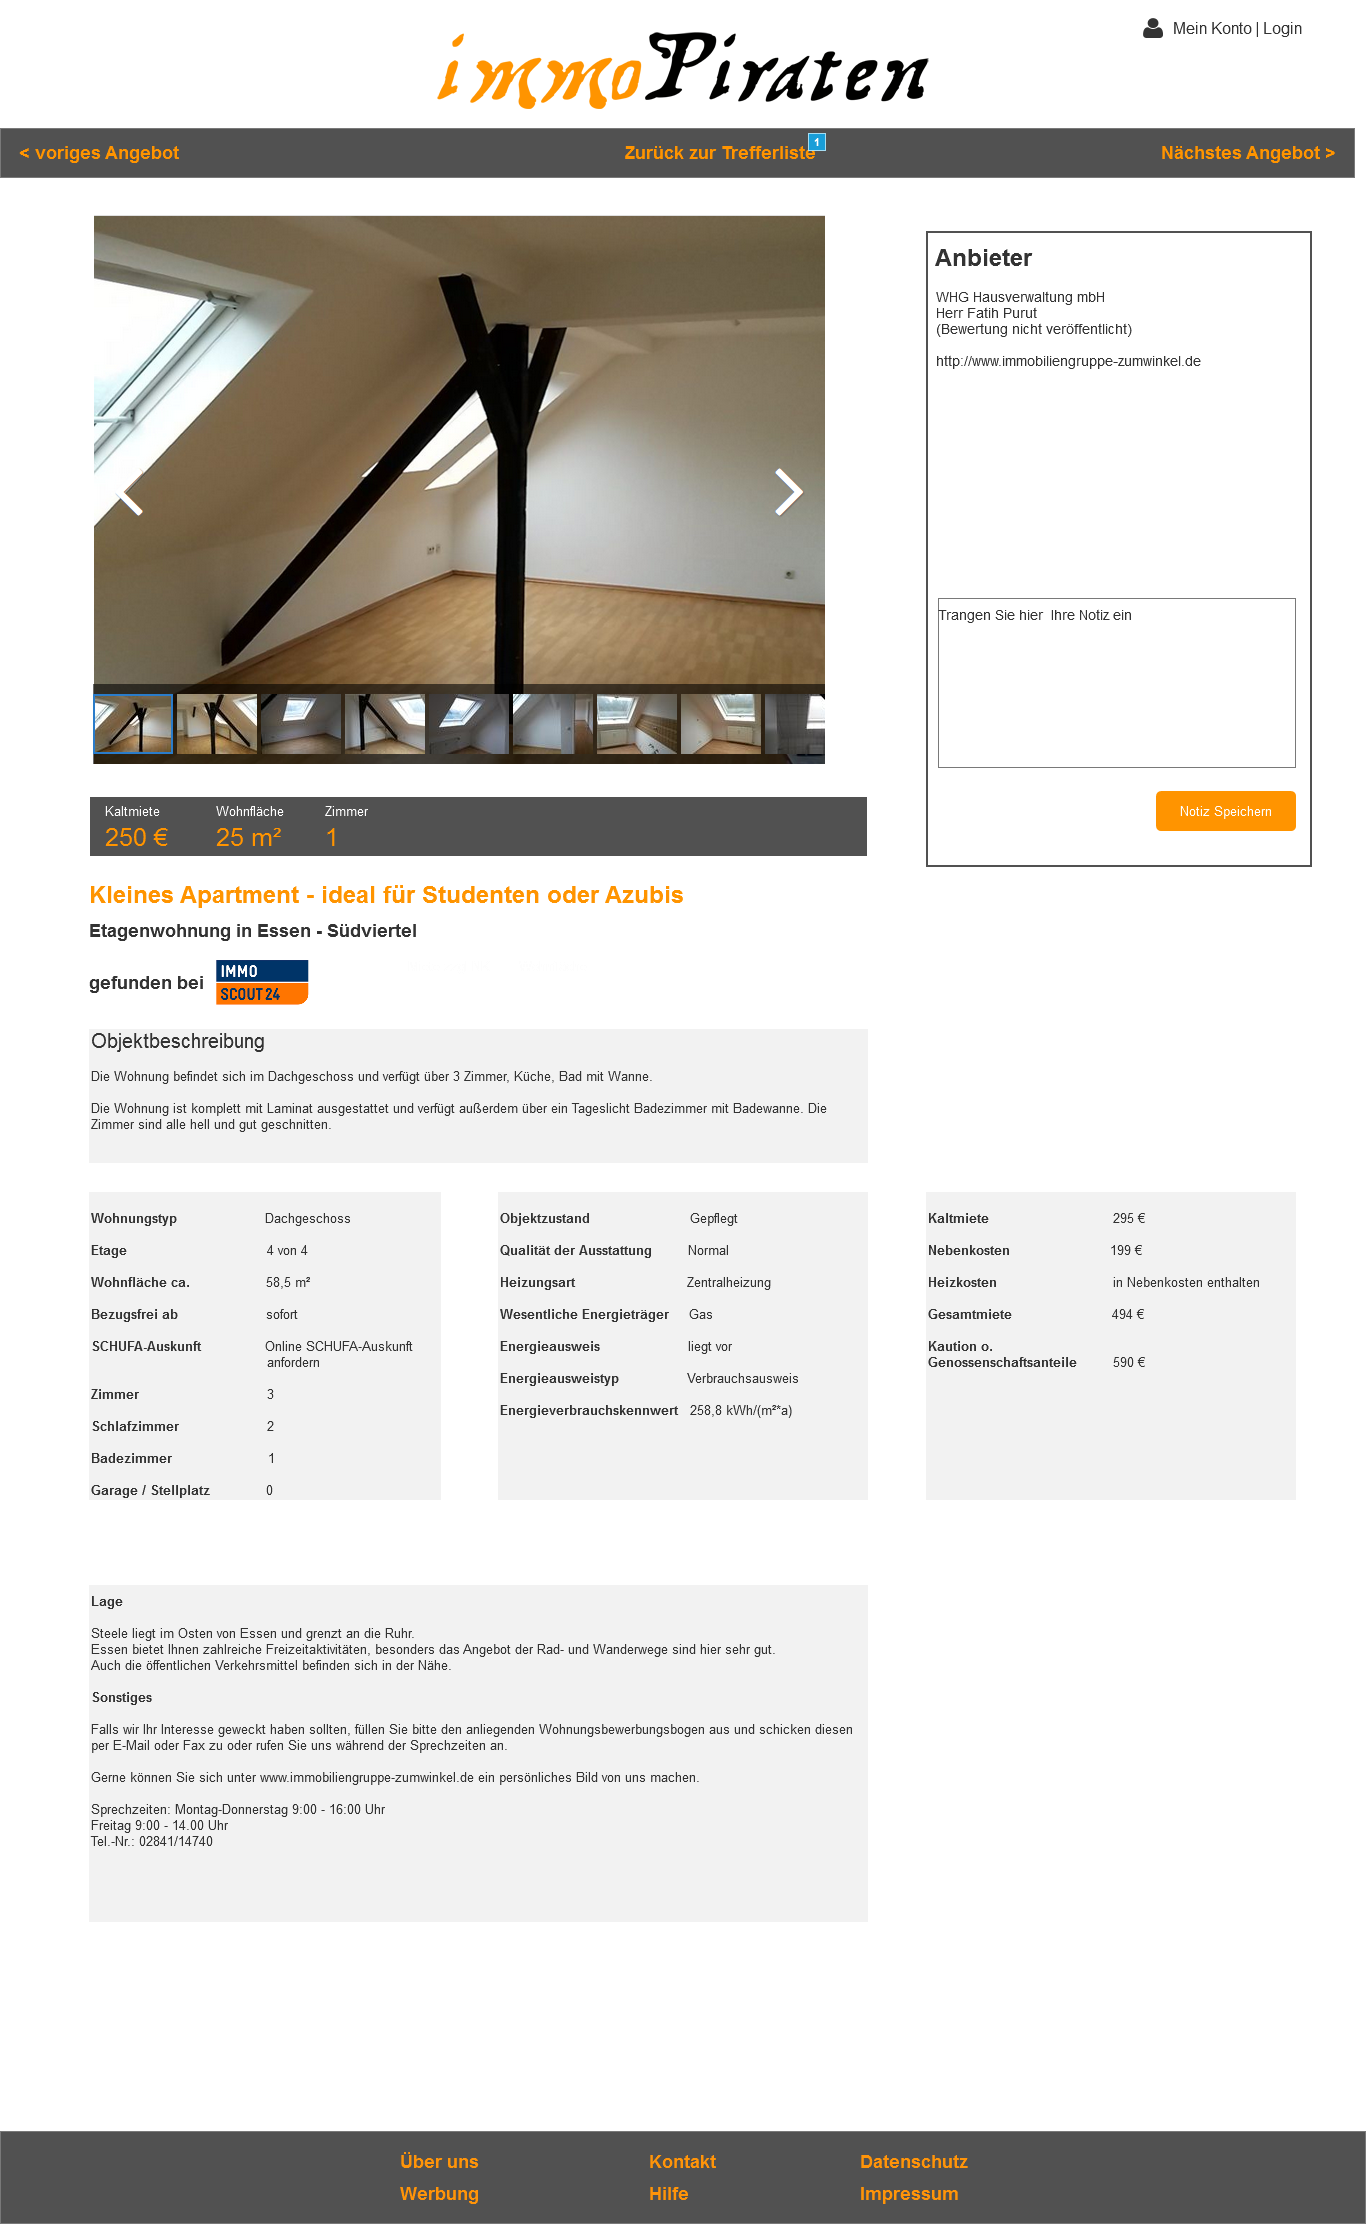 Mein Konto | Login
immoPiraten
< voriges Angebot
Zurück zur Trefferliste
1
Nächstes Angebot >
Anbieter
WHG Hausverwaltung mbH
Herr Fatih Purut
(Bewertung nicht veröffentlicht)
http://www.immobiliengruppe-zumwinkel.de
Trangen Sie hier  Ihre Notiz ein
Notiz Speichern
Kaltmiete Wohnfläche Zimmer
250 € 25 m² 1
Kleines Apartment - ideal für Studenten oder Azubis
Etagenwohnung in Essen - Südviertel
gefunden bei
IMMO
SCOUT 24
Objektbeschreibung
Die Wohnung befindet sich im Dachgeschoss und verfügt über 3 Zimmer, Küche, Bad mit Wanne.
Die Wohnung ist komplett mit Laminat ausgestattet und verfügt außerdem über ein Tageslicht Badezimmer mit Badewanne. Die
Zimmer sind alle hell und gut geschnitten.
Wohnungstyp Dachgeschoss
Etage 4 von 4
Wohnfläche ca. 58,5 m²
Bezugsfrei ab sofort
SCHUFA-Auskunft Online SCHUFA-Auskunft
anfordern
Zimmer 3
Schlafzimmer 2
Badezimmer 1
Garage / Stellplatz 0
Objektzustand Gepflegt
Qualität der Ausstattung Normal
Heizungsart Zentralheizung
Wesentliche Energieträger Gas
Energieausweis liegt vor
Energieausweistyp Verbrauchsausweis
Energieverbrauchskennwert 258,8 kWh/(m²*a)
Kaltmiete 295 €
Nebenkosten 199 €
Heizkosten in Nebenkosten enthalten
Gesamtmiete 494 €
Kaution o.
Genossenschaftsanteile 590 €
Lage
Steele liegt im Osten von Essen und grenzt an die Ruhr.
Essen bietet Ihnen zahlreiche Freizeitaktivitäten, besonders das Angebot der Rad- und Wanderwege sind hier sehr gut.
Auch die öffentlichen Verkehrsmittel befinden sich in der Nähe.
Sonstiges
Falls wir Ihr Interesse geweckt haben sollten, füllen Sie bitte den anliegenden Wohnungsbewerbungsbogen aus und schicken diesen
per E-Mail oder Fax zu oder rufen Sie uns während der Sprechzeiten an.
Gerne können Sie sich unter www.immobiliengruppe-zumwinkel.de ein persönliches Bild von uns machen.
Sprechzeiten: Montag-Donnerstag 9:00 - 16:00 Uhr
Freitag 9:00 - 14.00 Uhr
Tel.-Nr.: 02841/14740
Über uns Kontakt Datenschutz
Werbung Hilfe Impressum